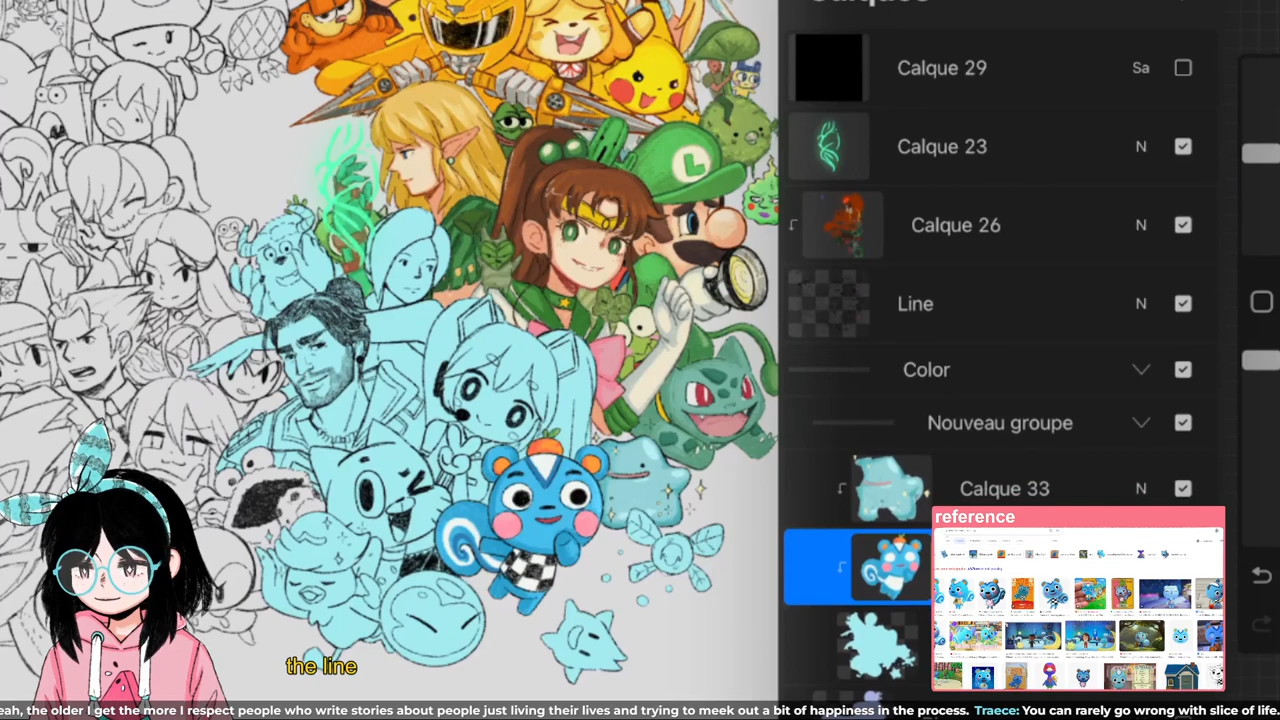 Calque 29
Sa
Calque 23
N
Calque 26
N
Line
N
Color
Nouveau groupe
Calque 33
N
reference
L
the line
eah, the older I get the more I respect people who write stories about people just living their lives and trying to meek out a bit of happiness in the process. Traece: You can rarely go wrong with slice of life.